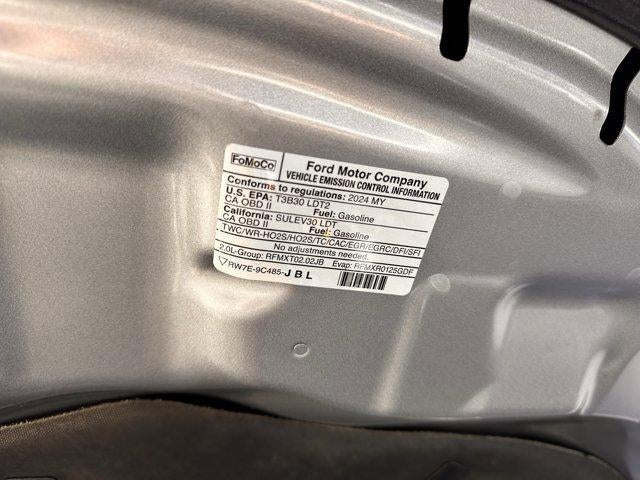 FoMoCo
Ford Motor Company
VEHICLE EMISSION CONTROL INFORMATION
Conforms to regulations: 2024 MY
U.S. EPA: T3B30 LDT2
CA OBD II Fuel: Gasoline
California: SULEV30 LDT
CA OBD II Fuel: Gasoline
TWC/WR-HO2S/HO2S/TC/CAC/EGR/EGRC/DFI/SFI
No adjustments needed.
2.0L-Group: RFMXT02.02JB Evap: RFMXR0125GDF
RW7E-9C485-JBL